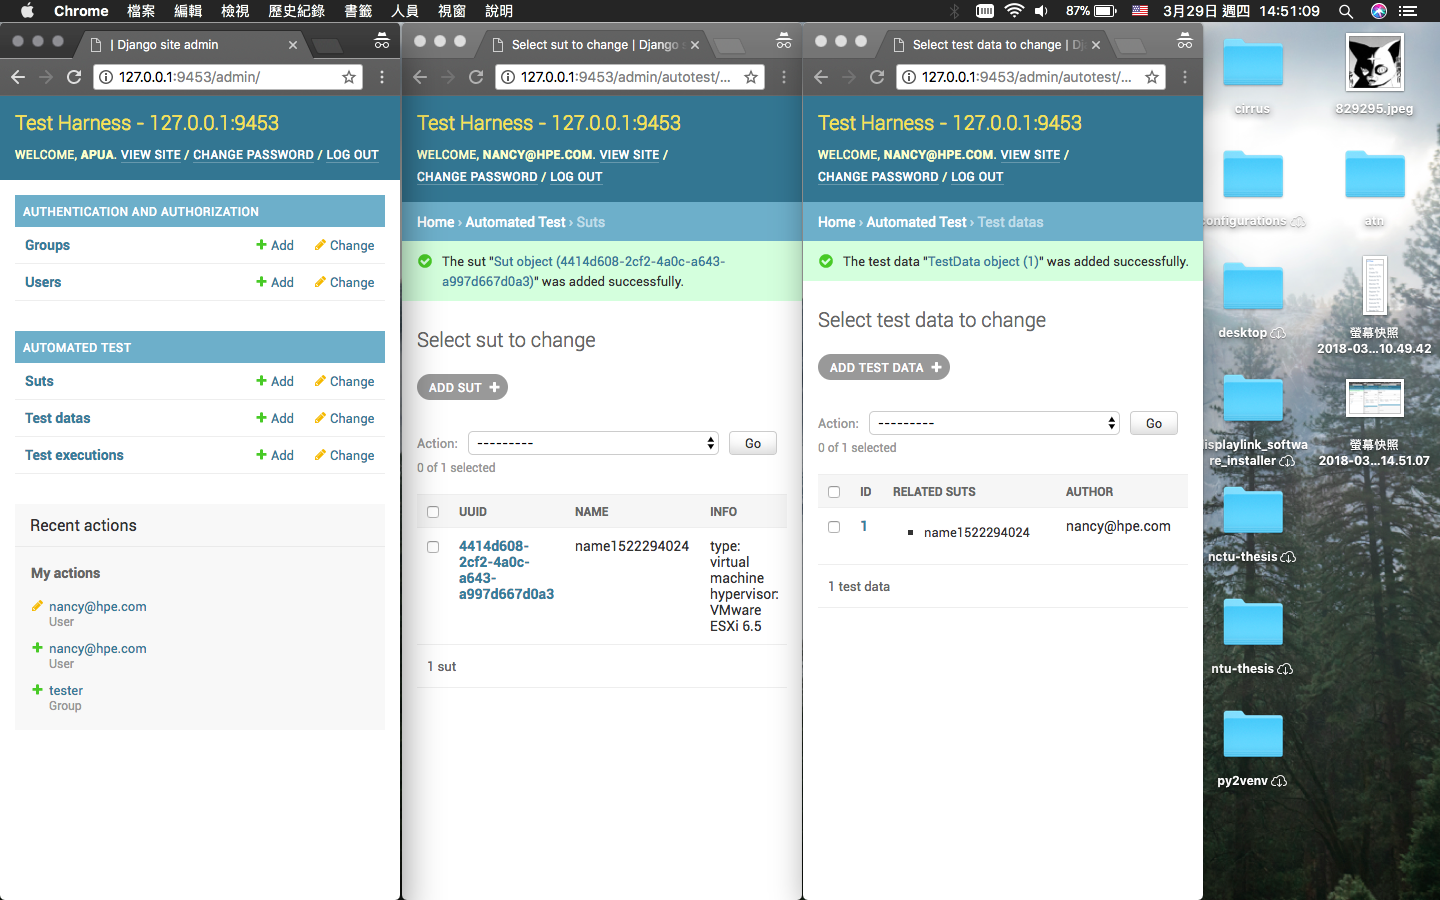 Chrome 檔案 編輯 檢視 歷史紀錄 書籤 人員 視窗 說明 87% 3月29日 週四 14:51:09
| Django site admin
127.0.0.1:9453/admin/
Test Harness - 127.0.0.1:9453
WELCOME, APUA. VIEW SITE / CHANGE PASSWORD / LOG OUT
AUTHENTICATION AND AUTHORIZATION
Groups Add Change
Users Add Change
AUTOMATED TEST
Suts Add Change
Test datas Add Change
Test executions Add Change
Recent actions
My actions
nancy@hpe.com
User
nancy@hpe.com
User
tester
Group
Select sut to change | Django
127.0.0.1:9453/admin/autotest/...
Test Harness - 127.0.0.1:9453
WELCOME, NANCY@HPE.COM. VIEW SITE /
CHANGE PASSWORD / LOG OUT
Home › Automated Test › Suts
The sut "Sut object (4414d608-2cf2-4a0c-a643-
a997d667d0a3)" was added successfully.
Select sut to change
ADD SUT +
Action: --------- Go
0 of 1 selected
UUID NAME INFO
4414d608-
2cf2-4a0c-
a643-
a997d667d0a3
name1522294024
type:
virtual
machine
hypervisor:
VMware
ESXi 6.5
1 sut
Select test data to change | Dj
127.0.0.1:9453/admin/autotest/...
Test Harness - 127.0.0.1:9453
WELCOME, NANCY@HPE.COM. VIEW SITE /
CHANGE PASSWORD / LOG OUT
Home › Automated Test › Test datas
The test data "TestData object (1)" was added successfully.
Select test data to change
ADD TEST DATA +
Action: --------- Go
0 of 1 selected
ID RELATED SUTS AUTHOR
1 name1522294024 nancy@hpe.com
1 test data
cirrus
829295.jpeg
onfigurations
atn
desktop
螢幕快照
2018-03...10.49.42
isplaylink_softwa
re_installer
螢幕快照
2018-03...14.51.07
nctu-thesis
ntu-thesis
py2venv